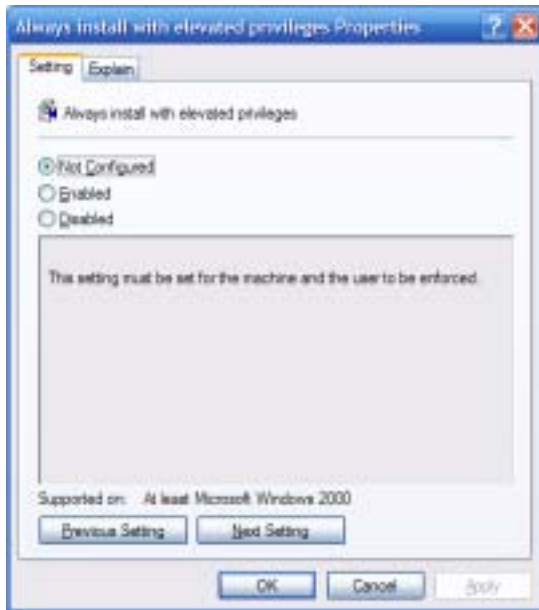 Always install with elevated privileges Properties
Setting
Explain
Always install with elevated privileges
Not Configured
Enabled
Disabled
This setting must be set for the machine and the user to be enforced.
Supported on: At least Microsoft Windows 2000
Previous Setting
Next Setting
OK
Cancel
Apply